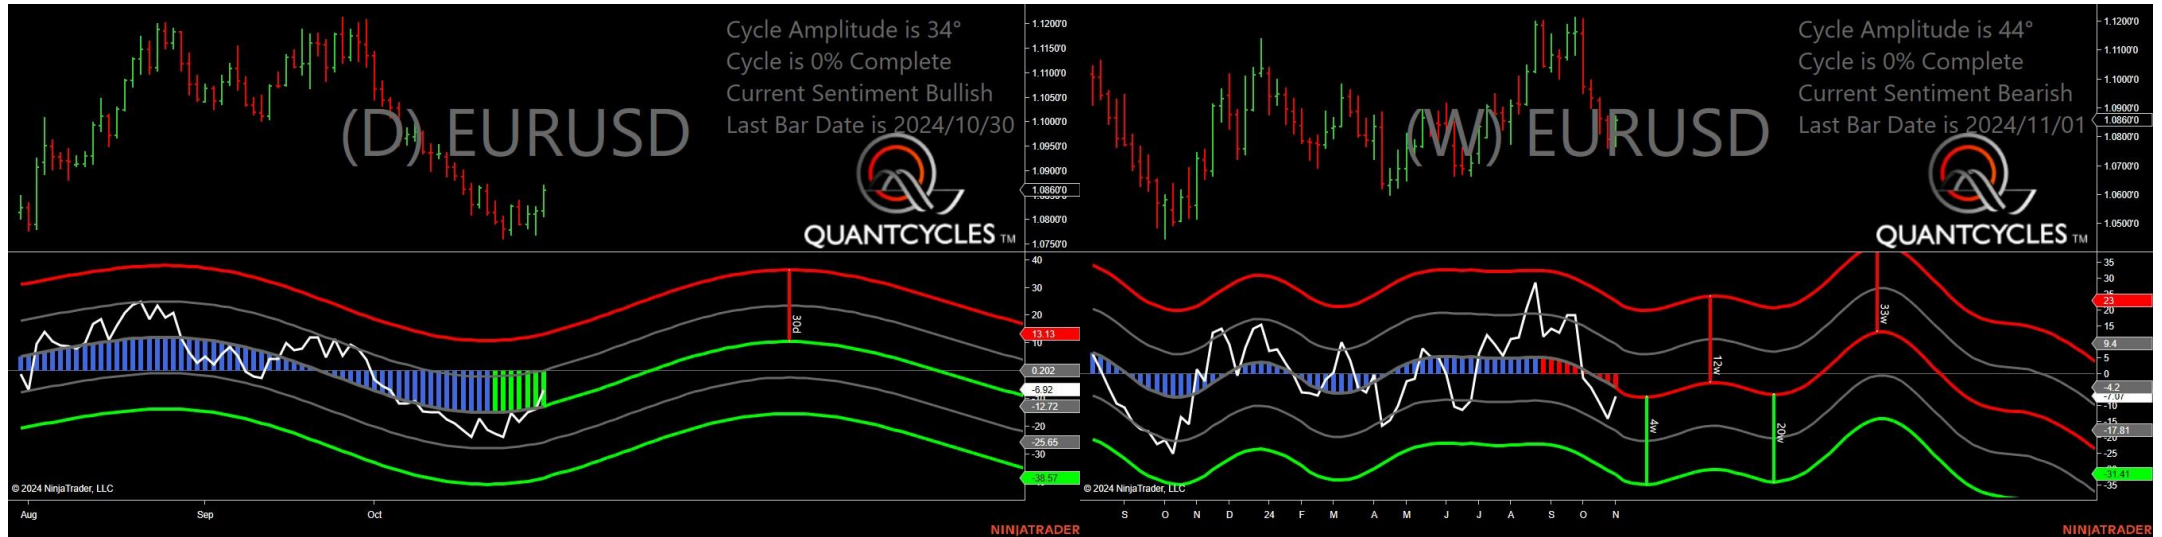 Cycle Amplitude is 34°
Cycle is 0% Complete
Current Sentiment Bullish
Last Bar Date is 2024/10/30
(D) EURUSD
QUANTCYCLES TM
1.1200'0
1.1150'0
1.1100'0
1.1050'0
1.1000'0
1.0950'0
1.0900'0
1.0860'0
1.0800'0
1.0750'0
40
30
20
13.13
10
0.202
-6.92
-12.72
-20
-25.65
-30
-38.57
30d
© 2024 NinjaTrader, LLC
Aug Sep Oct
NINJATRADER
Cycle Amplitude is 44°
Cycle is 0% Complete
Current Sentiment Bearish
Last Bar Date is 2024/11/01
(W) EURUSD
QUANTCYCLES TM
1.1200'0
1.1100'0
1.1000'0
1.0900'0
1.0860'0
1.0800'0
1.0700'0
1.0600'0
1.0500'0
35
30
23
20
15
9.4
5
0
-4.2
-7.07
-10
-15
-17.81
-25
-31.41
-35
12w
33w
4w
20w
© 2024 NinjaTrader, LLC
S O N D 24 F M A M J J A S O N
NINJATRADER